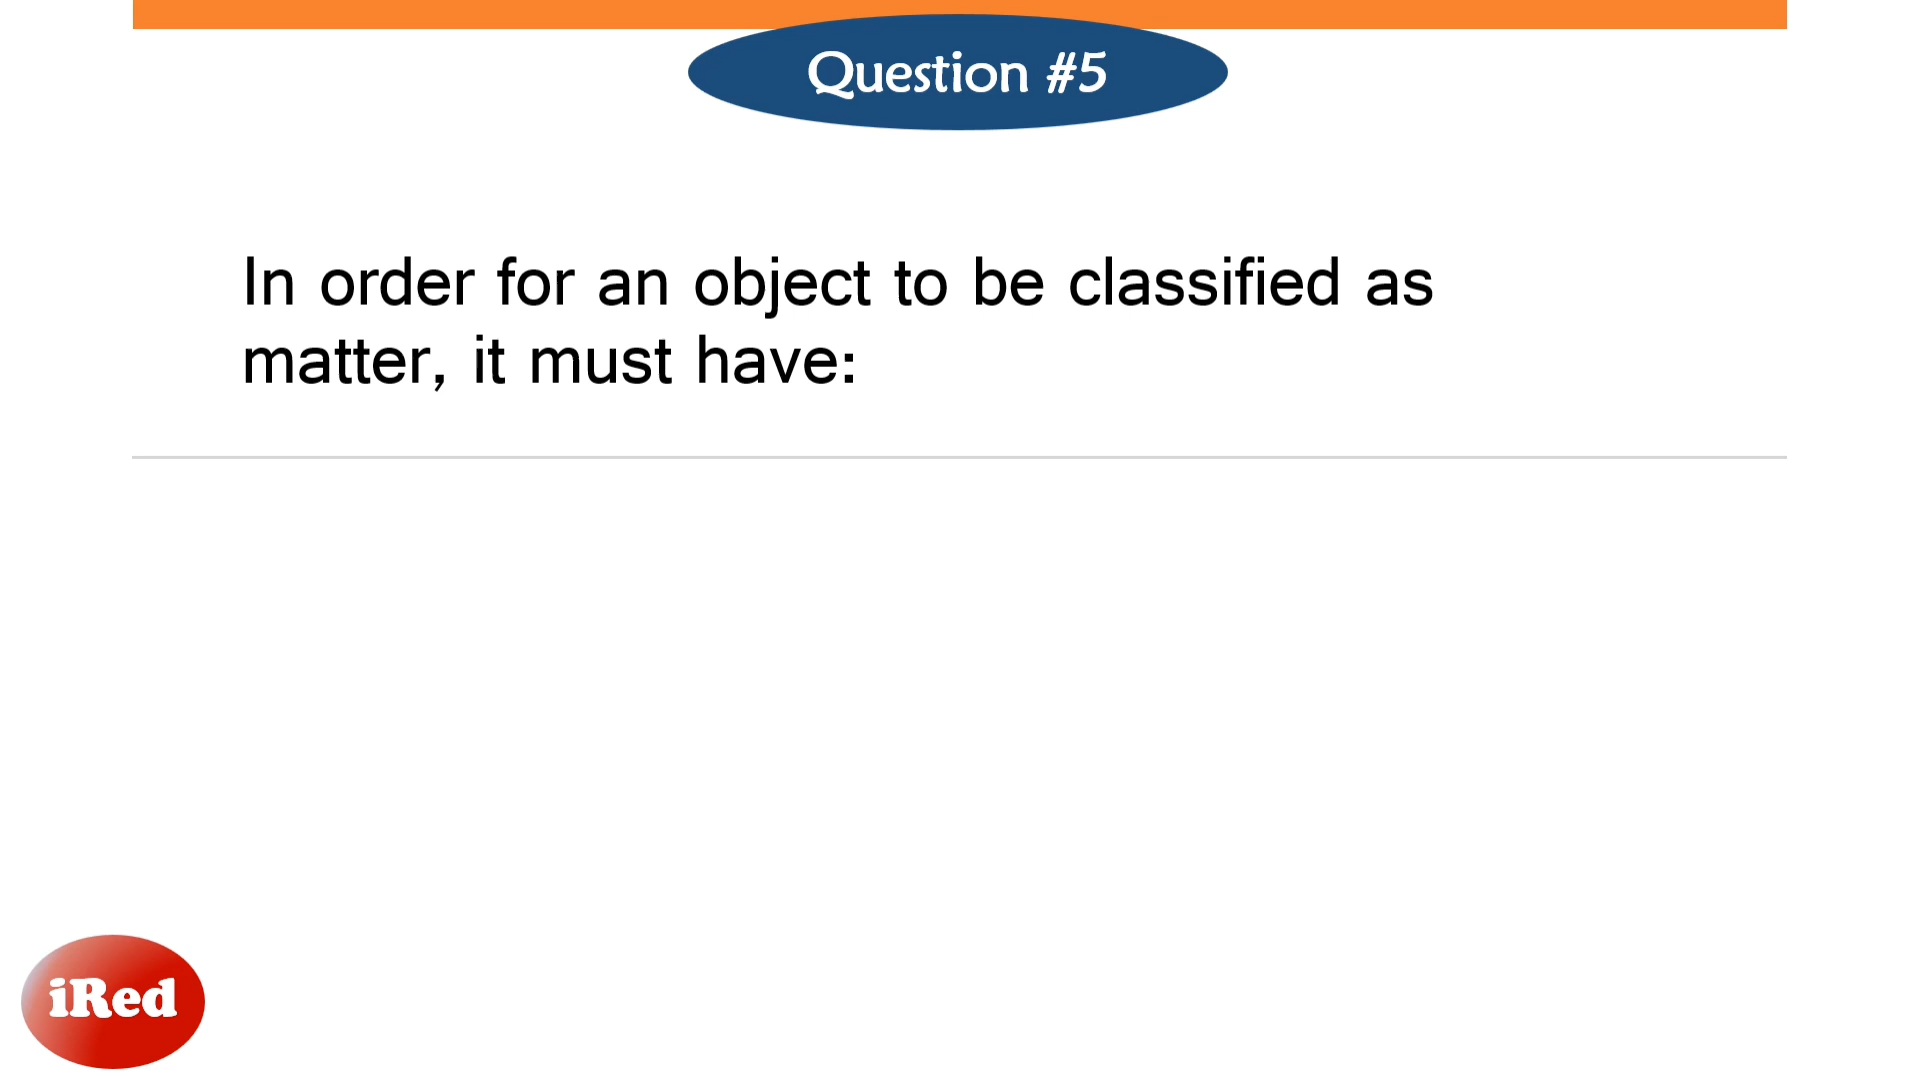 Question #5
In order for an object to be classified as
matter, it must have:
iRed